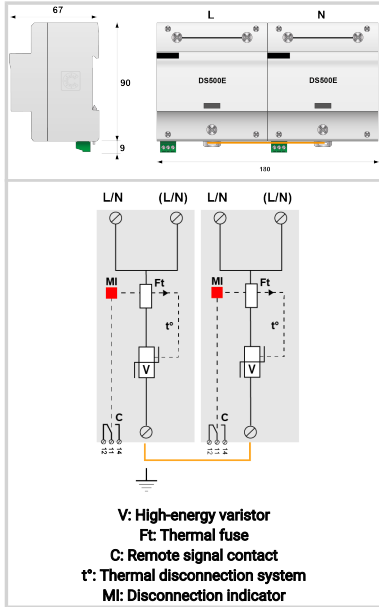 67
L N
90
DS500E DS500E
9
180
L/N (L/N) L/N (L/N)
MI Ft MI Ft
t° t°
V V
C C
12 11 14 12 11 14
V: High-energy varistor
Ft: Thermal fuse
C: Remote signal contact
t°: Thermal disconnection system
MI: Disconnection indicator